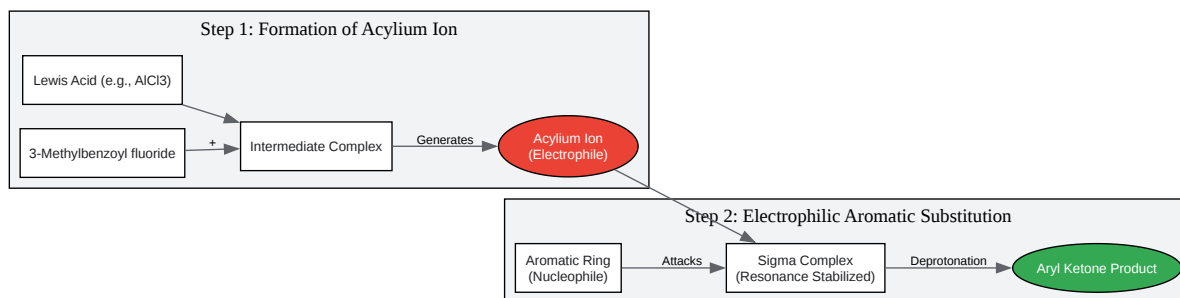 Step 1: Formation of Acylium Ion
Lewis Acid (e.g., AlCl3)
3-Methylbenzoyl fluoride
+
Intermediate Complex
Generates
Acylium Ion
(Electrophile)
Step 2: Electrophilic Aromatic Substitution
Aromatic Ring
(Nucleophile)
Attacks
Sigma Complex
(Resonance Stabilized)
Deprotonation
Aryl Ketone Product